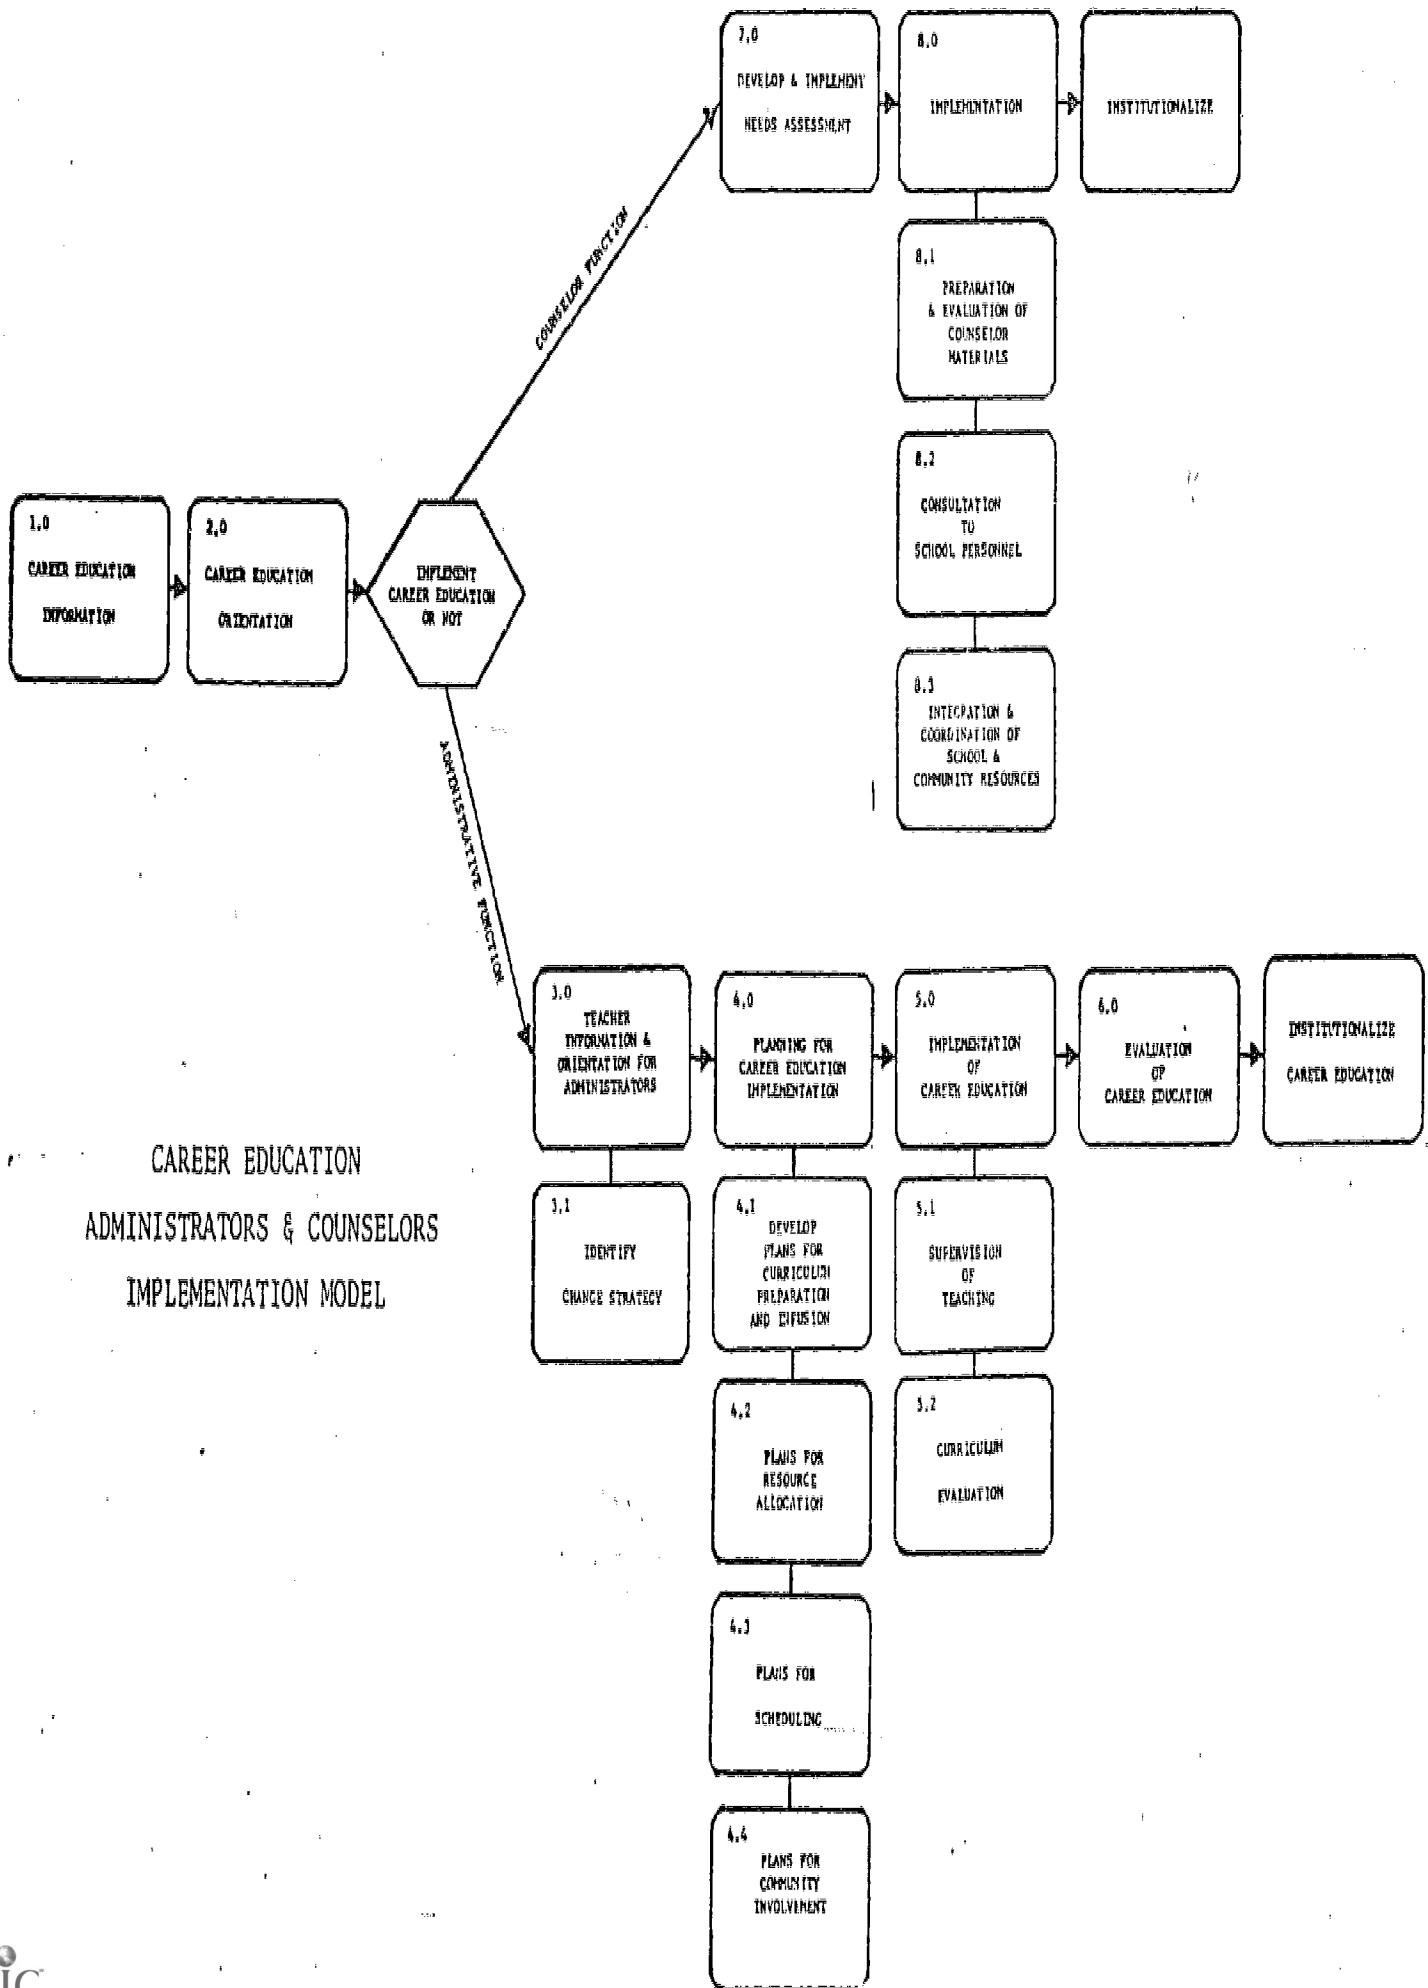 7.0
DEVELOP & IMPLEMENT
NEEDS ASSESSMENT
8.0
IMPLEMENTATION
INSTITUTIONALIZE
8.1
PREPARATION
& EVALUATION OF
COUNSELOR
MATERIALS
8.2
CONSULTATION
TO
SCHOOL PERSONNEL
8.3
INTEGRATION &
COORDINATION OF
SCHOOL &
COMMUNITY RESOURCES
COUNSELOR FUNCTION
1.0
CAREER EDUCATION
INFORMATION
2.0
CAREER EDUCATION
ORIENTATION
IMPLEMENT
CAREER EDUCATION
OR NOT
ADMINISTRATIVE FUNCTION
3.0
TEACHER
INFORMATION &
ORIENTATION FOR
ADMINISTRATORS
4.0
PLANNING FOR
CAREER EDUCATION
IMPLEMENTATION
5.0
IMPLEMENTATION
OF
CAREER EDUCATION
6.0
EVALUATION
OF
CAREER EDUCATION
INSTITUTIONALIZE
CAREER EDUCATION
3.1
IDENTIFY
CHANGE STRATEGY
4.1
DEVELOP
PLANS FOR
CURRICULUM
PREPARATION
AND DIFUSION
5.1
SUPERVISION
OF
TEACHING
4.2
PLANS FOR
RESOURCE
ALLOCATION
5.2
CURRICULUM
EVALUATION
4.3
PLANS FOR
SCHEDULING
4.4
PLANS FOR
COMMUNITY
INVOLVEMENT
CAREER EDUCATION
ADMINISTRATORS & COUNSELORS
IMPLEMENTATION MODEL